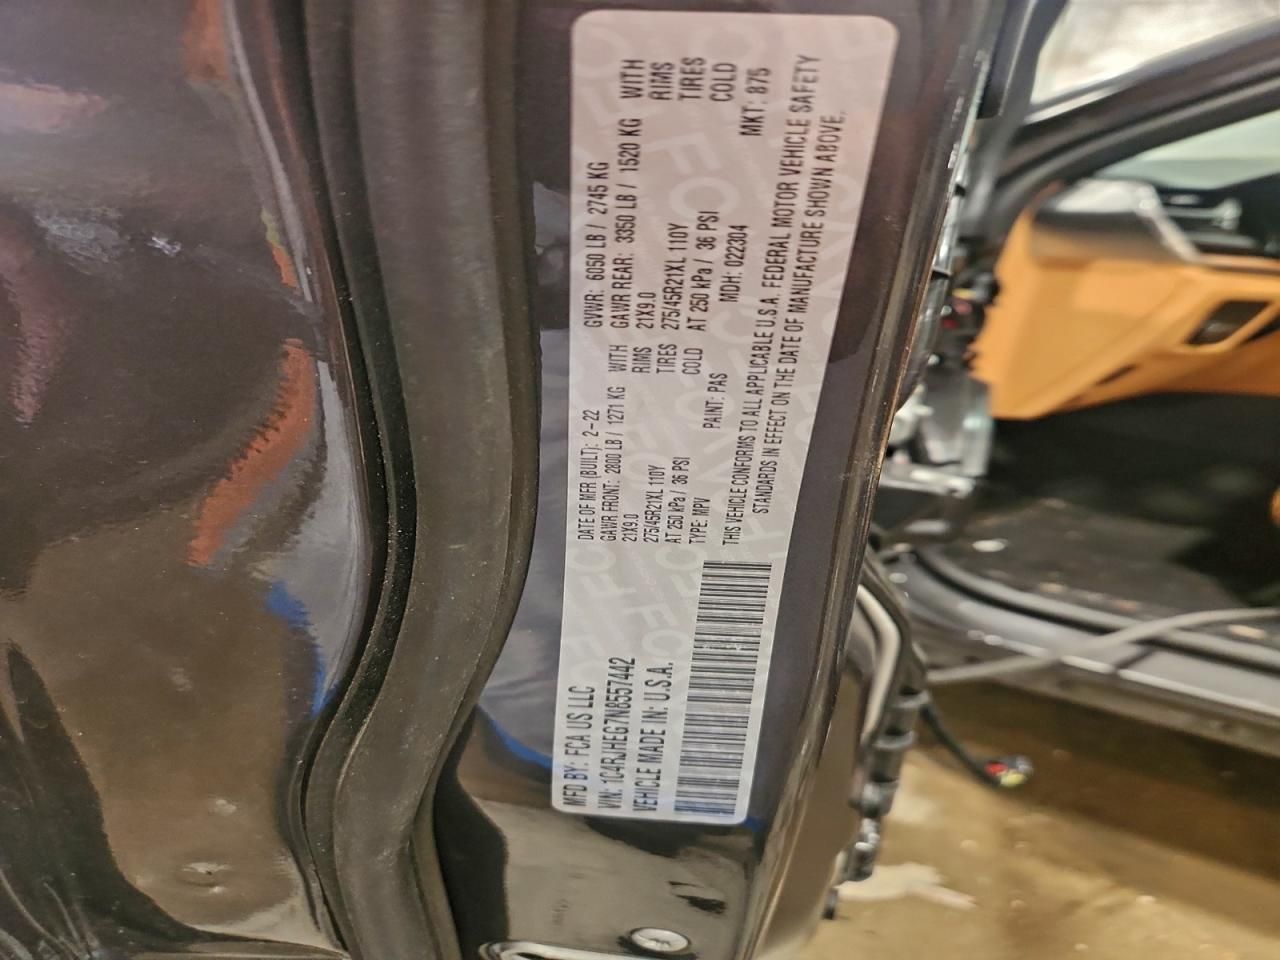 MFD BY: FCA US LLC
DATE OF MFR (BUILT): 2-22
GVWR: 6050 LB / 2745 KG
VIN: 1C4RJHEG7N8557442
GAWR FRONT: 2800 LB / 1271 KG WITH
GAWR REAR: 3350 LB / 1520 KG WITH
VEHICLE MADE IN: U.S.A.
21X9.0 RIMS
21X9.0 RIMS
275/45R21XL 110Y TIRES
275/45R21XL 110Y TIRES
AT 250 kPa / 36 PSI COLD
AT 250 kPa / 36 PSI COLD
TYPE: MPV
PAINT: PAS
MDH: 022304
MKT: 875
THIS VEHICLE CONFORMS TO ALL APPLICABLE U.S.A. FEDERAL MOTOR VEHICLE SAFETY
STANDARDS IN EFFECT ON THE DATE OF MANUFACTURE SHOWN ABOVE.